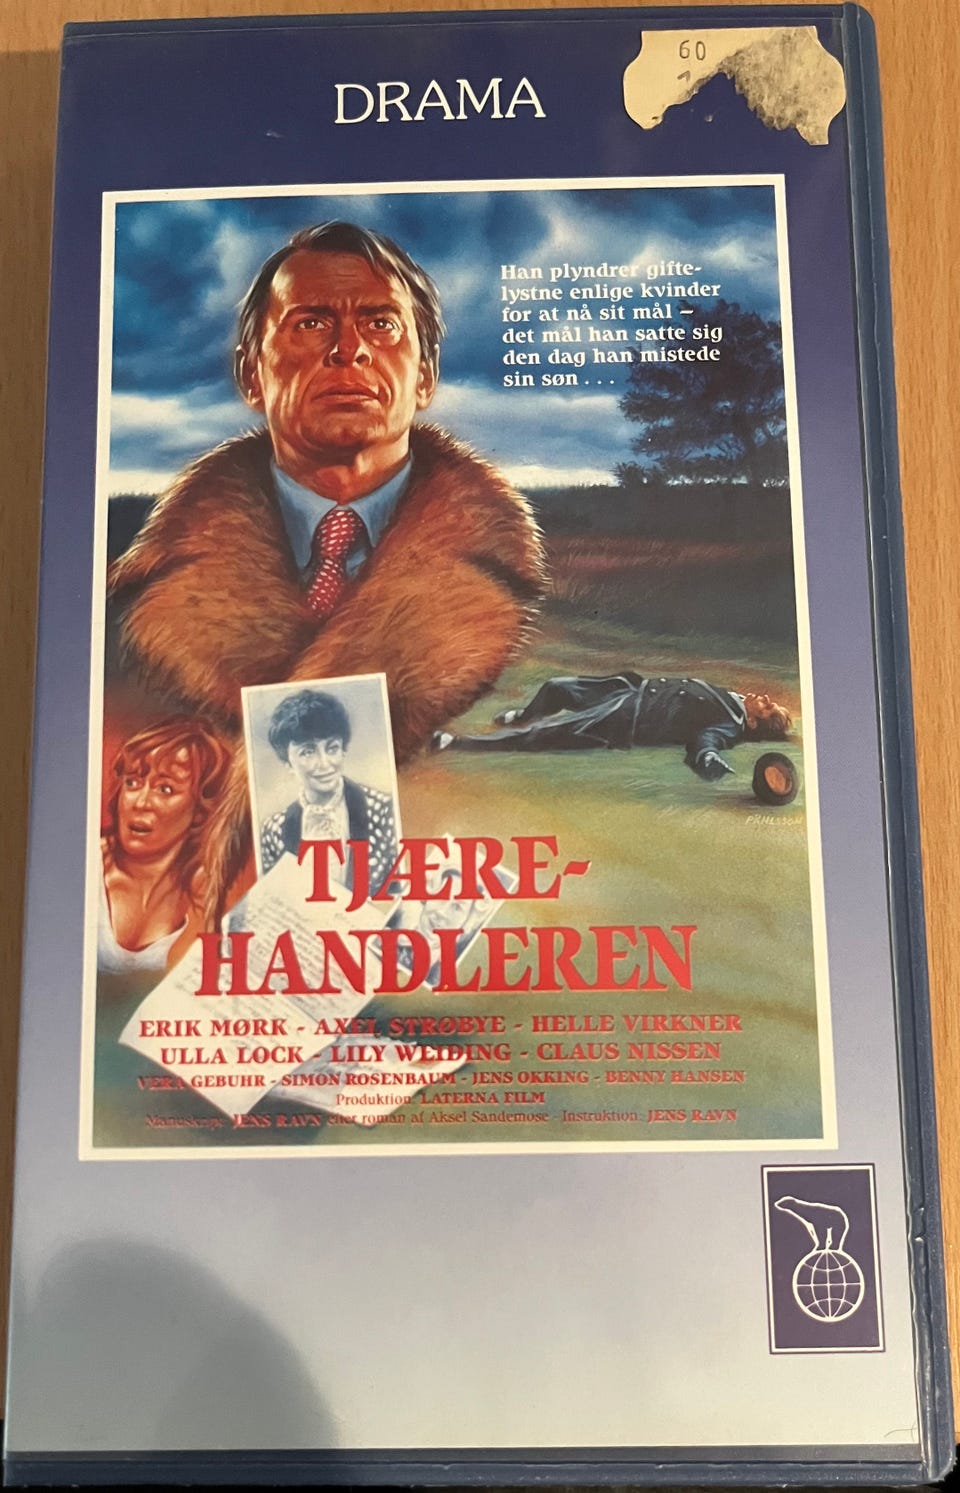 60
DRAMA
Han plyndrer gifte-
lystne enlige kvinder
for at nå sit mål –
det mål han satte sig
den dag han mistede
sin søn...
TJÆRE-
HANDLEREN
ERIK MØRK - AXEL STRØBYE - HELLE VIRKNER
ULLA LOCK - LILY WEIDING - CLAUS NISSEN
VERA GEBUHR - SIMON ROSENBAUM - JENS OKKING - BENNY HANSEN
Produktion: LATERNA FILM
Manuskript: JENS RAVN efter roman af Aksel Sandemose - Instruktion: JENS RAVN